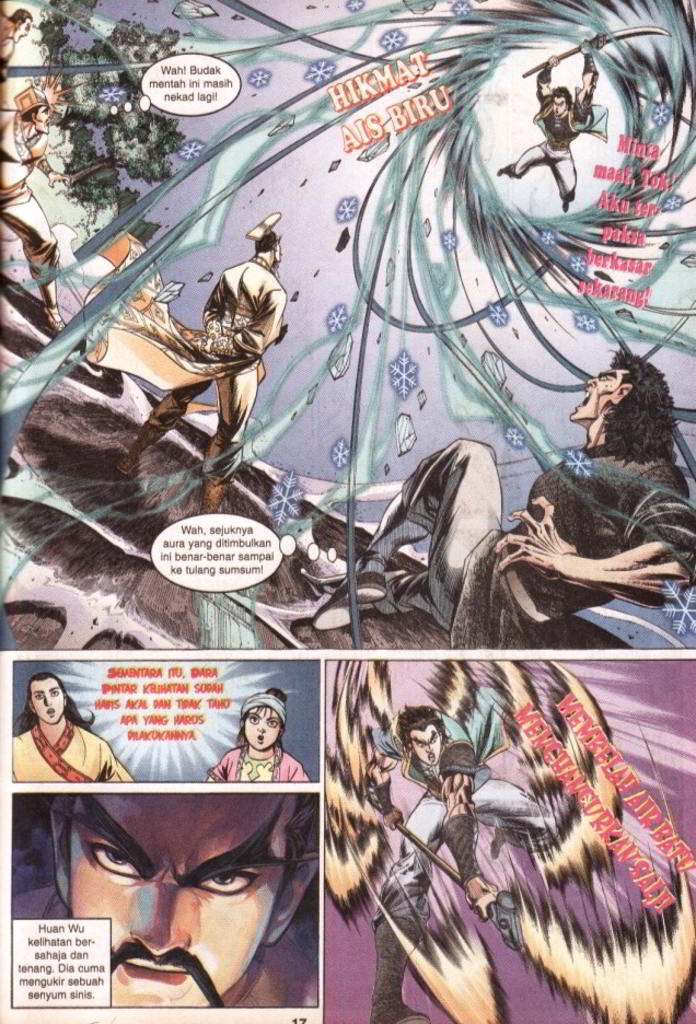 Wah! Budak
mentah ini masih
nekad lagi!
HIKMAT
AIS BIRU
Minta
maaf, Tok!
Aku ter-
paksa
berkasar
sekarang!
Wah, sejuknya
aura yang ditimbulkan
ini benar-benar sampai
ke tulang sumsum!
SEMENTARA ITU, DARA
PINTAR KELIHATAN SUDAH
HABIS AKAL DAN TIDAK TAHU
APA YANG HARUS
DILAKUKANNYA.
MEMBELAH AIR BATU
MENGHANCURKAN SALJI
Huan Wu
kelihatan ber-
sahaja dan
tenang. Dia cuma
mengukir sebuah
senyum sinis.
17